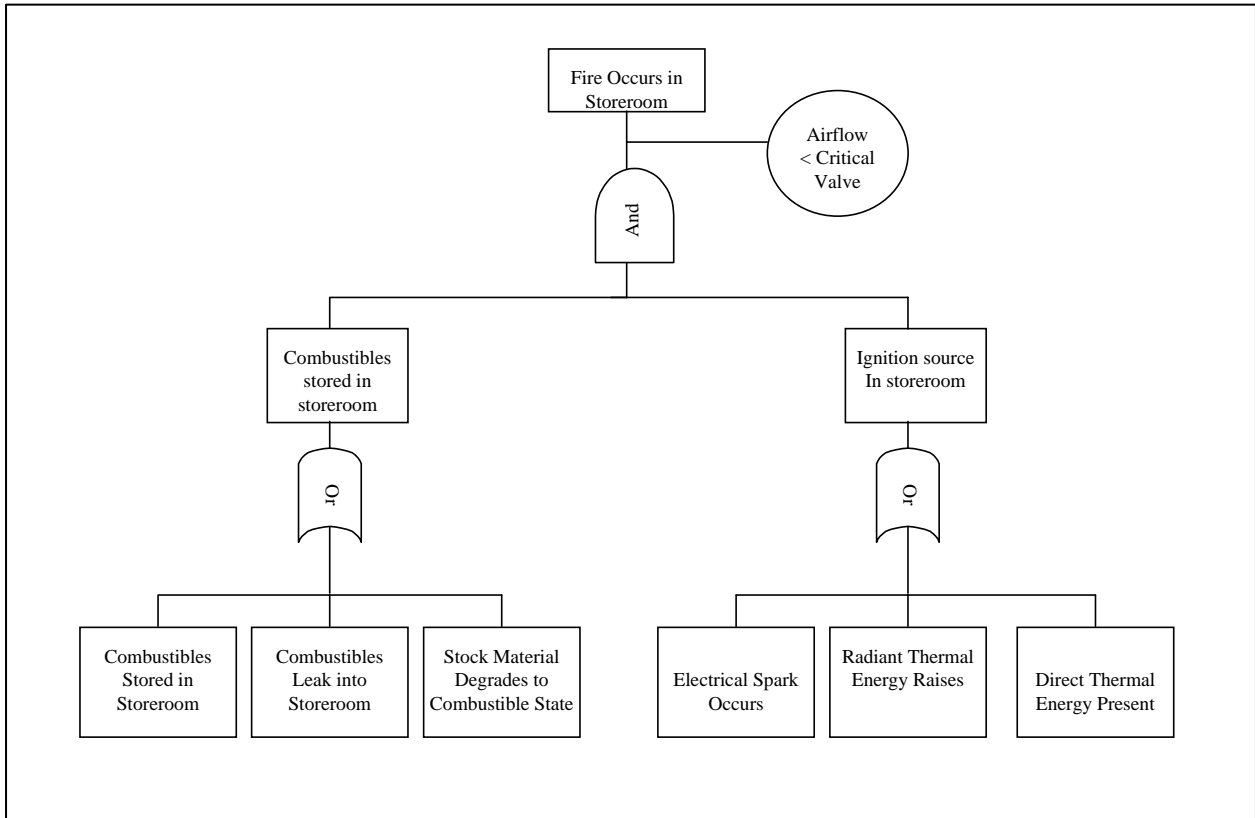 Fire Occurs in
Storeroom
Airflow
< Critical
Valve
And
Combustibles
stored in
storeroom
Ignition source
In storeroom
Or
Or
Combustibles
Stored in
Storeroom
Combustibles
Leak into
Storeroom
Stock Material
Degrades to
Combustible State
Electrical Spark
Occurs
Radiant Thermal
Energy Raises
Direct Thermal
Energy Present